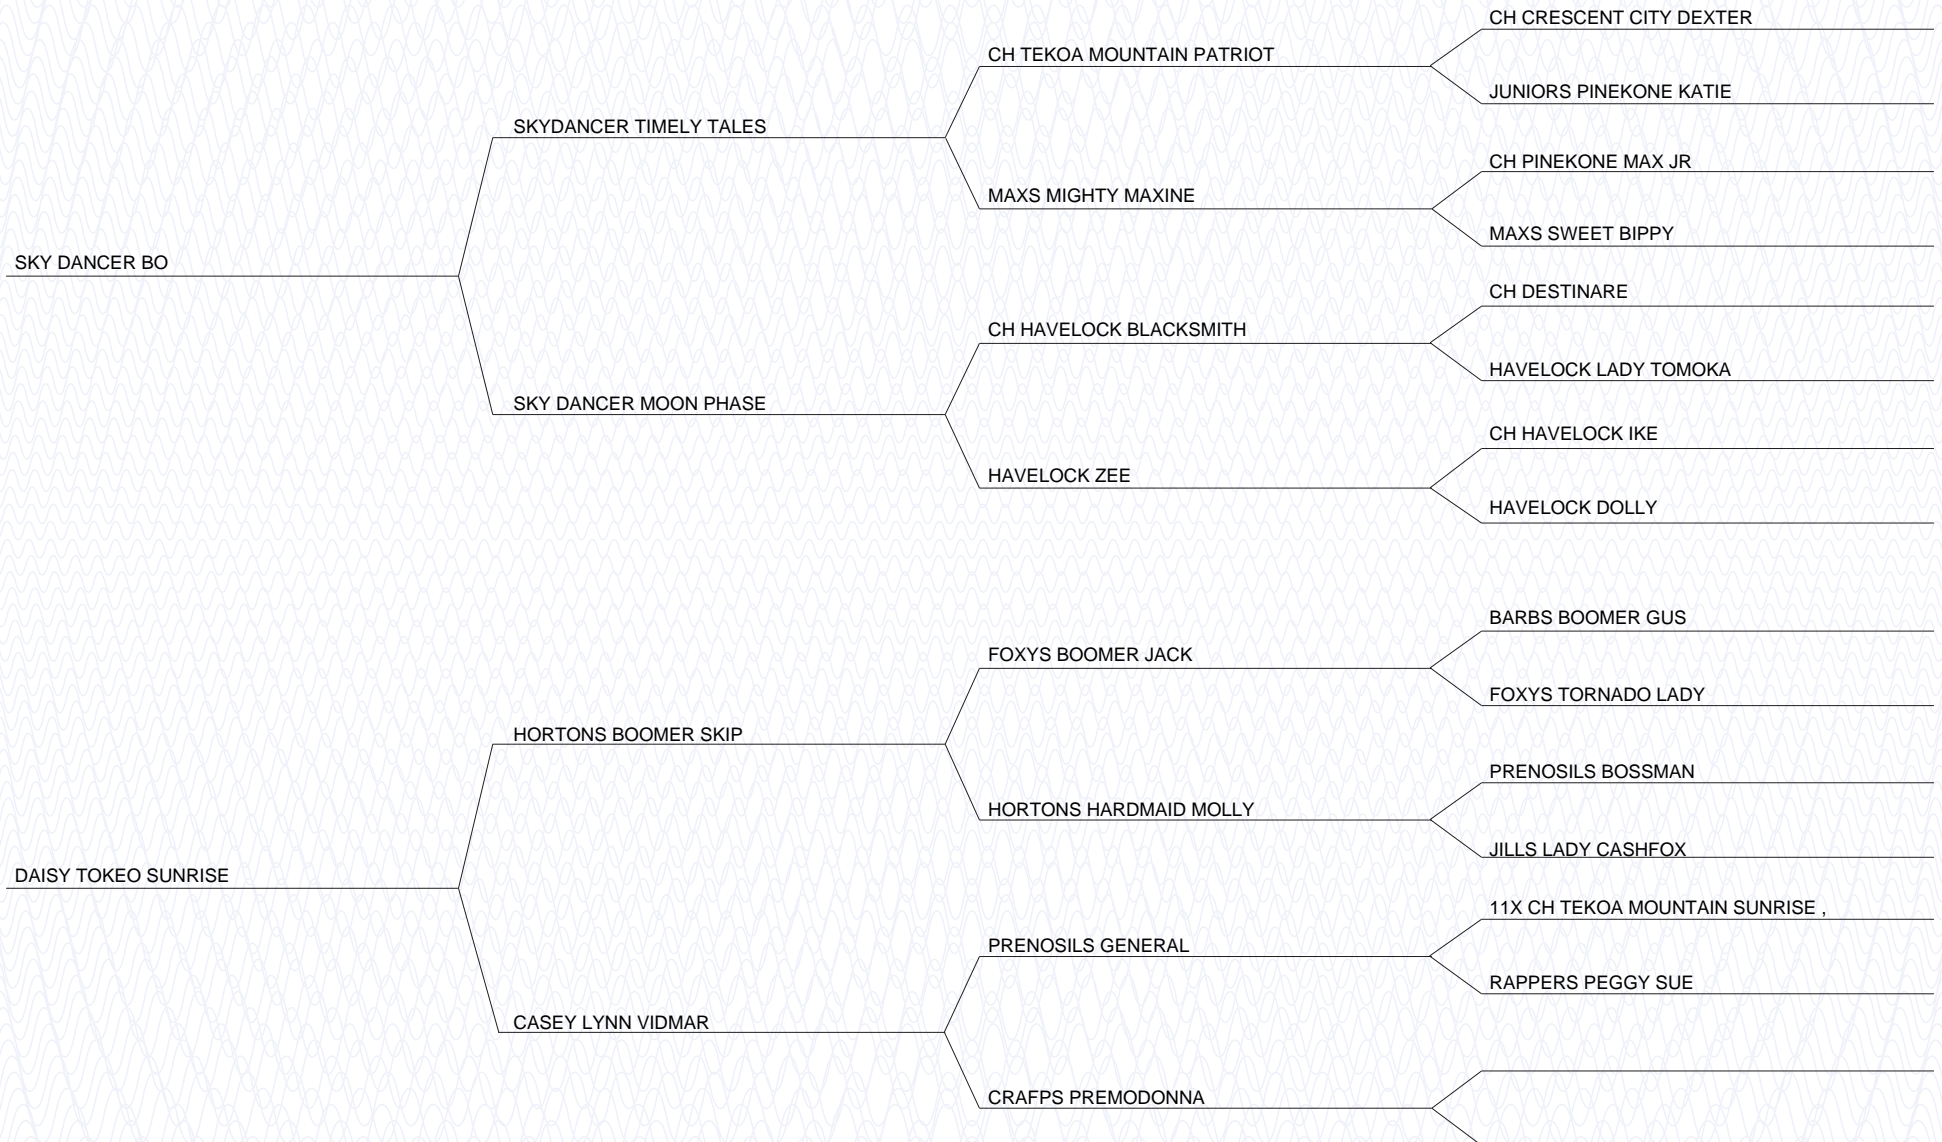 CH CRESCENT CITY DEXTER
CH TEKOA MOUNTAIN PATRIOT
JUNIORS PINEKONE KATIE
SKYDANCER TIMELY TALES
CH PINEKONE MAX JR
MAXS MIGHTY MAXINE
MAXS SWEET BIPPY
SKY DANCER BO
CH DESTINARE
CH HAVELOCK BLACKSMITH
HAVELOCK LADY TOMOKA
SKY DANCER MOON PHASE
CH HAVELOCK IKE
HAVELOCK ZEE
HAVELOCK DOLLY
BARBS BOOMER GUS
FOXYS BOOMER JACK
FOXYS TORNADO LADY
HORTONS BOOMER SKIP
PRENOSILS BOSSMAN
HORTONS HARDMAID MOLLY
JILLS LADY CASHFOX
DAISY TOKEO SUNRISE
11X CH TEKOA MOUNTAIN SUNRISE ,
PRENOSILS GENERAL
RAPPERS PEGGY SUE
CASEY LYNN VIDMAR
CRAFPS PREMODONNA